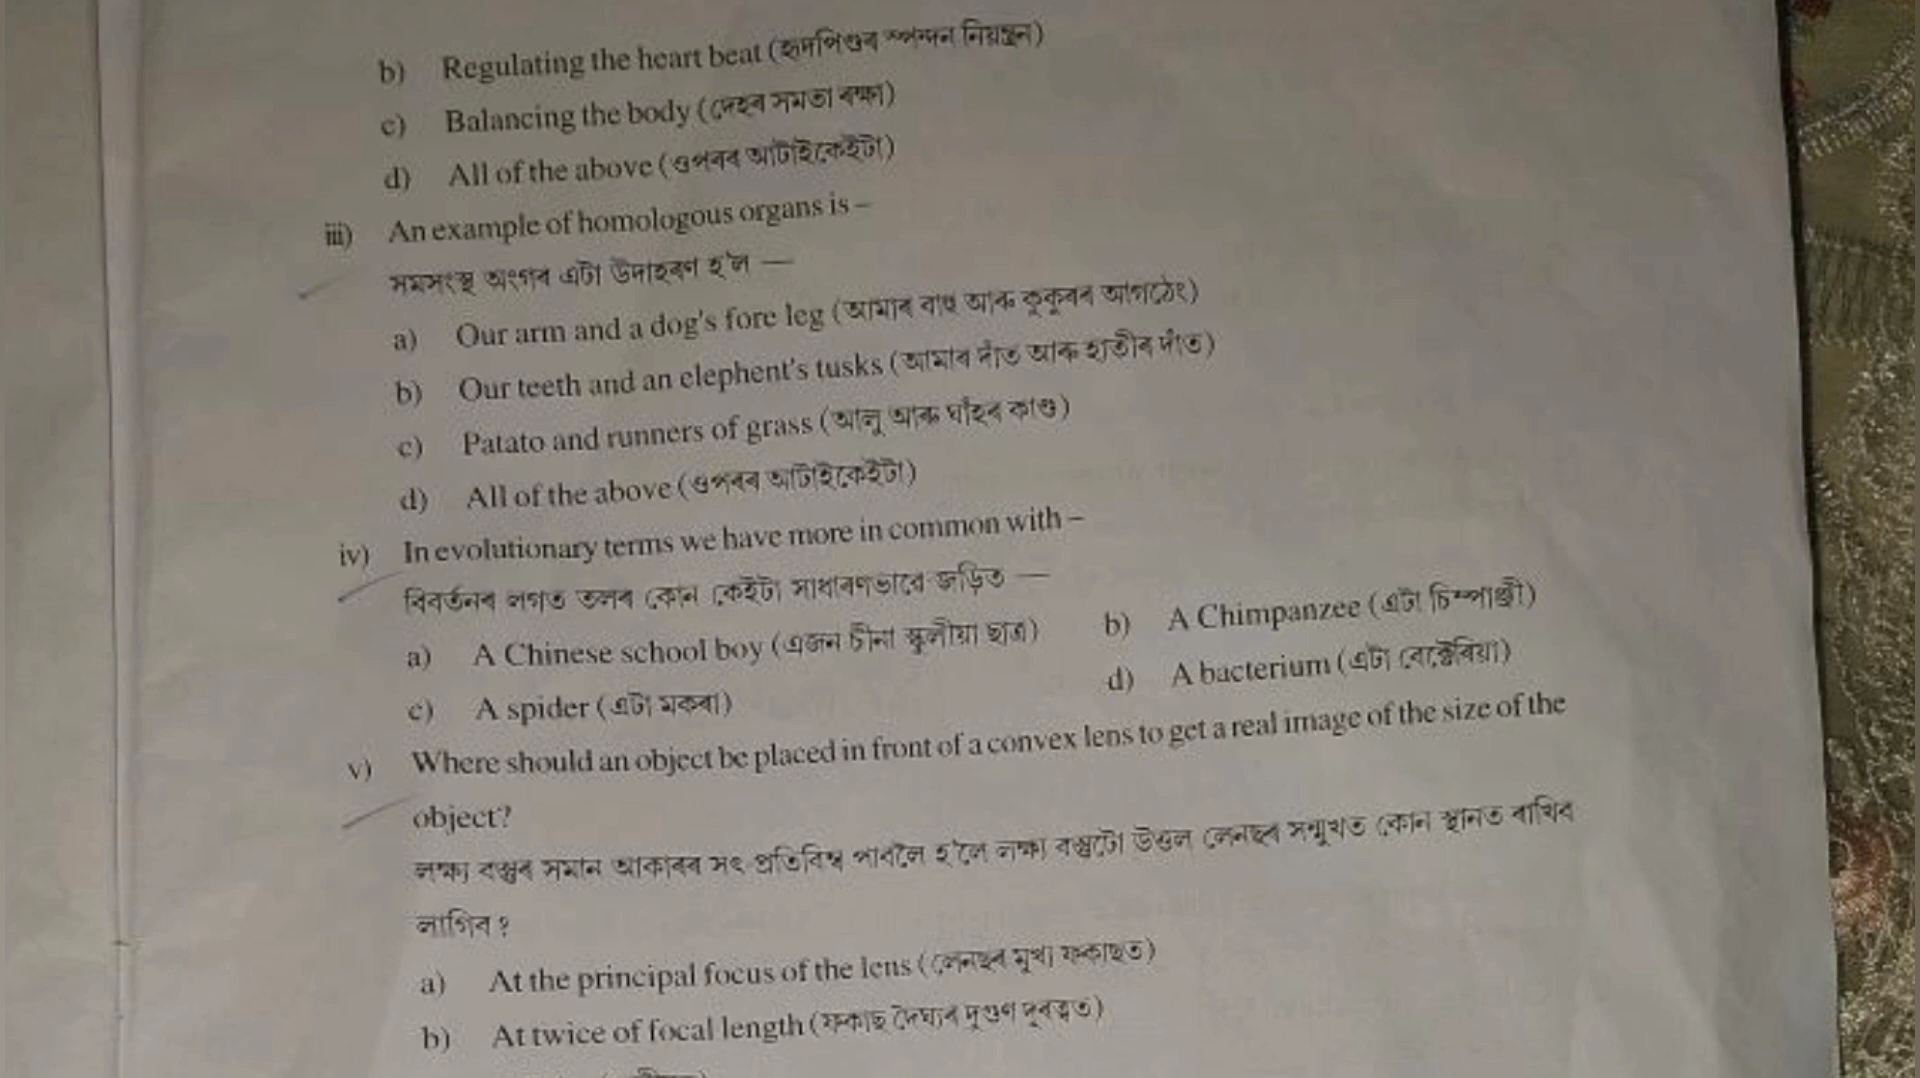 b) Regulating the heart beat (হৃদপিণ্ডৰ স্পন্দন নিয়ন্ত্ৰন)
c) Balancing the body (দেহৰ সমতা ৰক্ষা)
d) All of the above (ওপৰৰ আটাইকেইটা)
iii) An example of homologous organs is –
সমসংস্থ অংগৰ এটা উদাহৰণ হ'ল —
a) Our arm and a dog's fore leg (আমাৰ বাহু আৰু কুকুৰৰ আগঠেং)
b) Our teeth and an elephent's tusks (আমাৰ দাঁত আৰু হাতীৰ দাঁত)
c) Patato and runners of grass (আলু আৰু ঘাঁহৰ কাণ্ড)
d) All of the above (ওপৰৰ আটাইকেইটা)
iv) In evolutionary terms we have more in common with –
বিৱৰ্তনৰ লগত তলৰ কোন কেইটা সাধাৰণভাৱে জড়িত —
a) A Chinese school boy (এজন চীনা স্কুলীয়া ছাত্ৰ) b) A Chimpanzee (এটা চিম্পাঞ্জী)
c) A spider (এটা মকৰা) d) A bacterium (এটা বেক্টেৰিয়া)
v) Where should an object be placed in front of a convex lens to get a real image of the size of the
object?
লক্ষ্য বস্তুৰ সমান আকাৰৰ সৎ প্ৰতিবিম্ব পাবলৈ হ'লে লক্ষ্য বস্তুটো উত্তল লেনছৰ সন্মুখত কোন স্থানত ৰাখিব
লাগিব ?
a) At the principal focus of the lens (লেনছৰ মুখ্য ফকাছত)
b) At twice of focal length (ফকাছ দৈৰ্ঘ্যৰ দুগুণ দূৰত্বত)